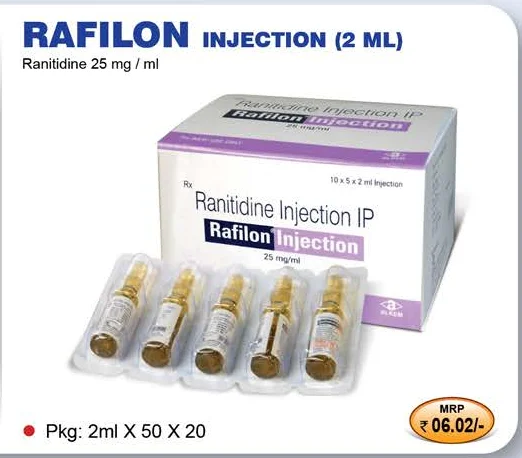 RAFILON INJECTION (2 ML)
Ranitidine 25 mg / ml
Ranitidine Injection IP
Rafilon Injection
25 mg/ml
10 x 5 x 2 ml Injection
Rx
Ranitidine Injection IP
Rafilon® Injection
25 mg/ml
a
ALKEM
Pkg: 2ml X 50 X 20
MRP
₹ 06.02/-